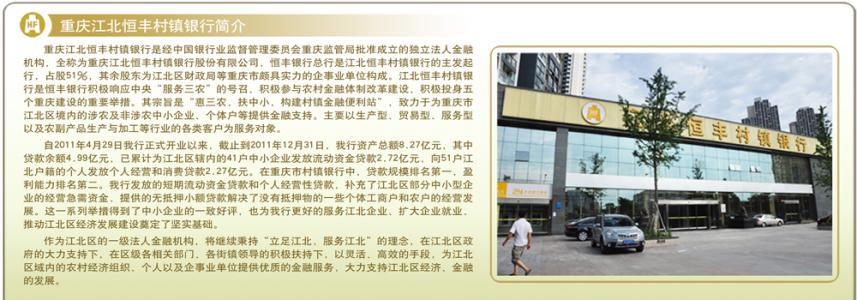 HF
重庆江北恒丰村镇银行简介
重庆江北恒丰村镇银行是经中国银行业监督管理委员会重庆监管局批准成立的独立法人金融
机构，全称为重庆江北恒丰村镇银行股份有限公司，恒丰银行总行是江北恒丰村镇银行的主发起
行，占股51%，其余股东为江北区财政局等重庆市颇具实力的企事业单位构成。江北恒丰村镇银行
是恒丰银行积极响应中央“服务三农”的号召，积极参与农村金融体制改革建设，积极投身五
个重庆建设的重要举措。其宗旨是“惠三农、扶中小、构建村镇金融便利站”，致力于为重庆市
江北区境内的涉农及非涉农中小企业、个体户等提供金融支持。主要以生产型、贸易型、服务型
以及农副产品生产与加工等行业的各类客户为服务对象。
自2011年4月29日我行正式开业以来，截止到2011年12月31日，我行资产总额8.27亿元，其中
贷款余额4.99亿元，已累计为江北区辖内的41户中小企业发放流动资金贷款2.72亿元，向51户江
北户籍的个人发放个人经营和消费贷款2.27亿元。在重庆市村镇银行中，贷款规模排名第一，盈
利能力排名第二。我行发放的短期流动资金贷款和个人经营性贷款，补充了江北区部分中小型企
业的经营急需资金，提供的无抵押小额贷款解决了没有抵押物的一些个体工商户和农户的经营发
展。这一系列举措得到了中小企业的一致好评，也为我行更好的服务江北企业、扩大企业就业，
推动江北区经济发展建设奠定了坚实基础。
作为江北区的一级法人金融机构，将继续秉持“立足江北，服务江北”的理念，在江北区政
府的大力支持下，在区级各相关部门、各街镇领导的积极扶持下，以灵活、高效的手段，为江北
区域内的农村经济组织、个人以及企事业单位提供优质的金融服务，大力支持江北区经济、金融
的发展。
恒丰村镇银行